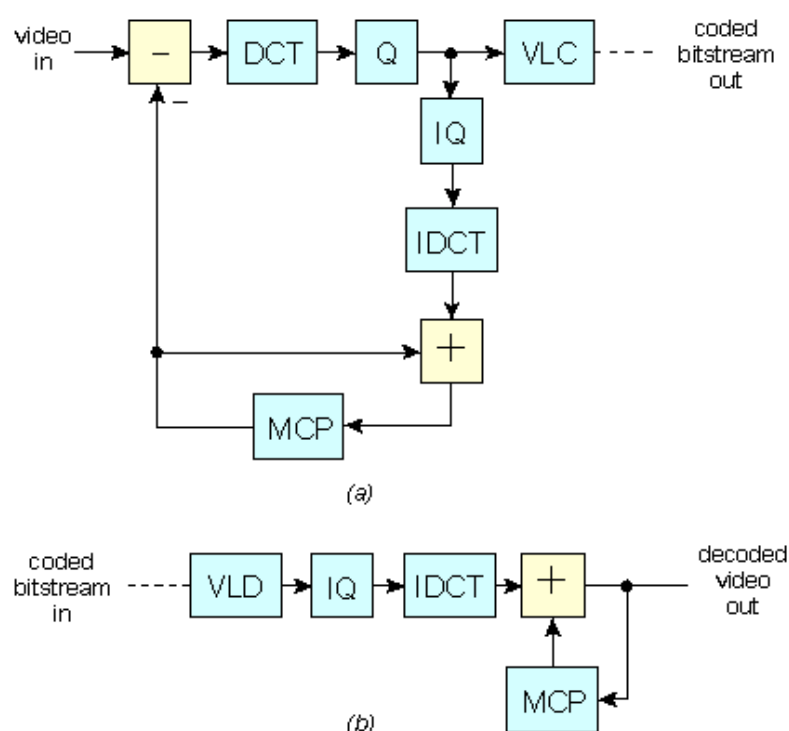 video
in
−
DCT
Q
VLC
coded
bitstream
out
−
IQ
IDCT
+
MCP
(a)
coded
bitstream
in
VLD
IQ
IDCT
+
decoded
video
out
MCP
(b)